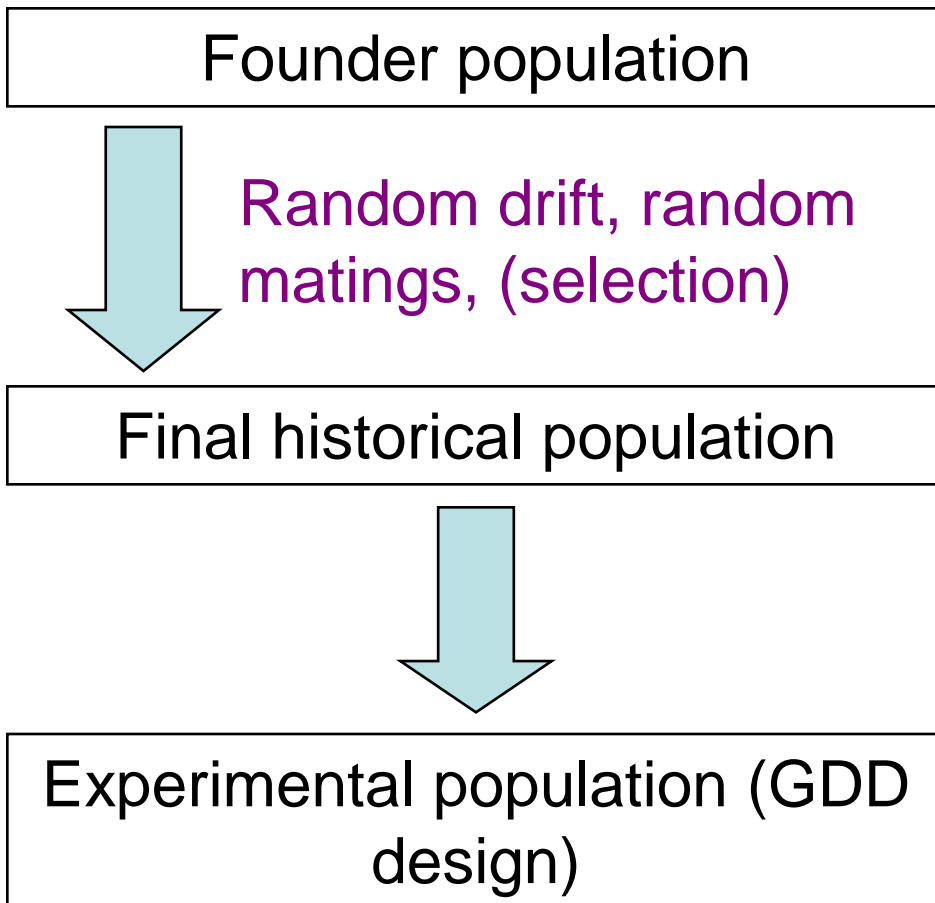 Founder population
Random drift, random
matings, (selection)
Final historical population
Experimental population (GDD
design)